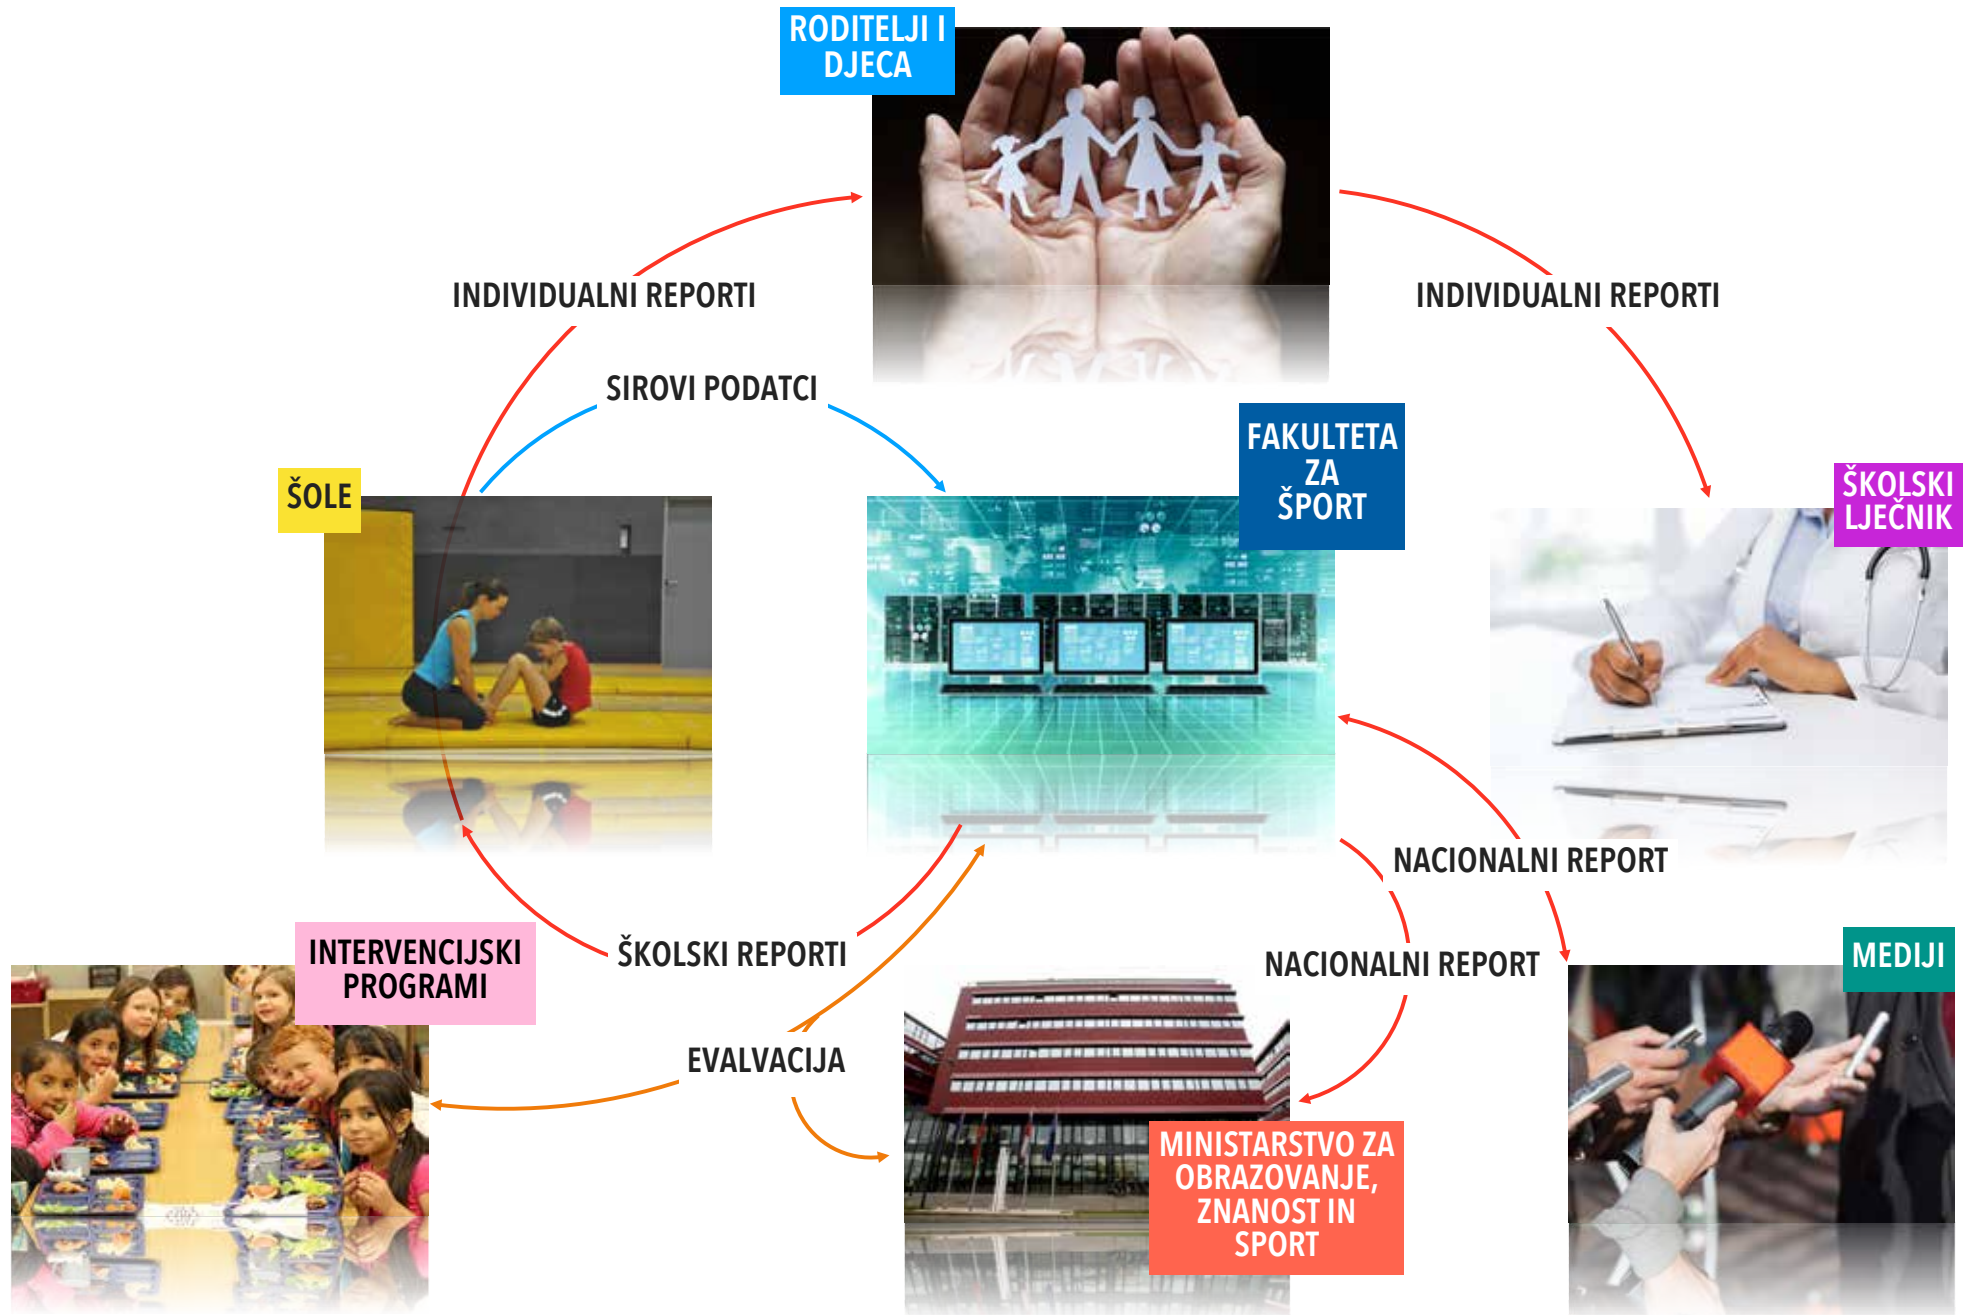 RODITELJI I
DJECA
INDIVIDUALNI REPORTI
INDIVIDUALNI REPORTI
SIROVI PODATCI
FAKULTETA
ZA
ŠPORT
ŠOLE
ŠKOLSKI
LJEČNIK
NACIONALNI REPORT
INTERVENCIJSKI
PROGRAMI
ŠKOLSKI REPORTI
NACIONALNI REPORT
MEDIJI
EVALVACIJA
MINISTARSTVO ZA
OBRAZOVANJE,
ZNANOST IN
SPORT